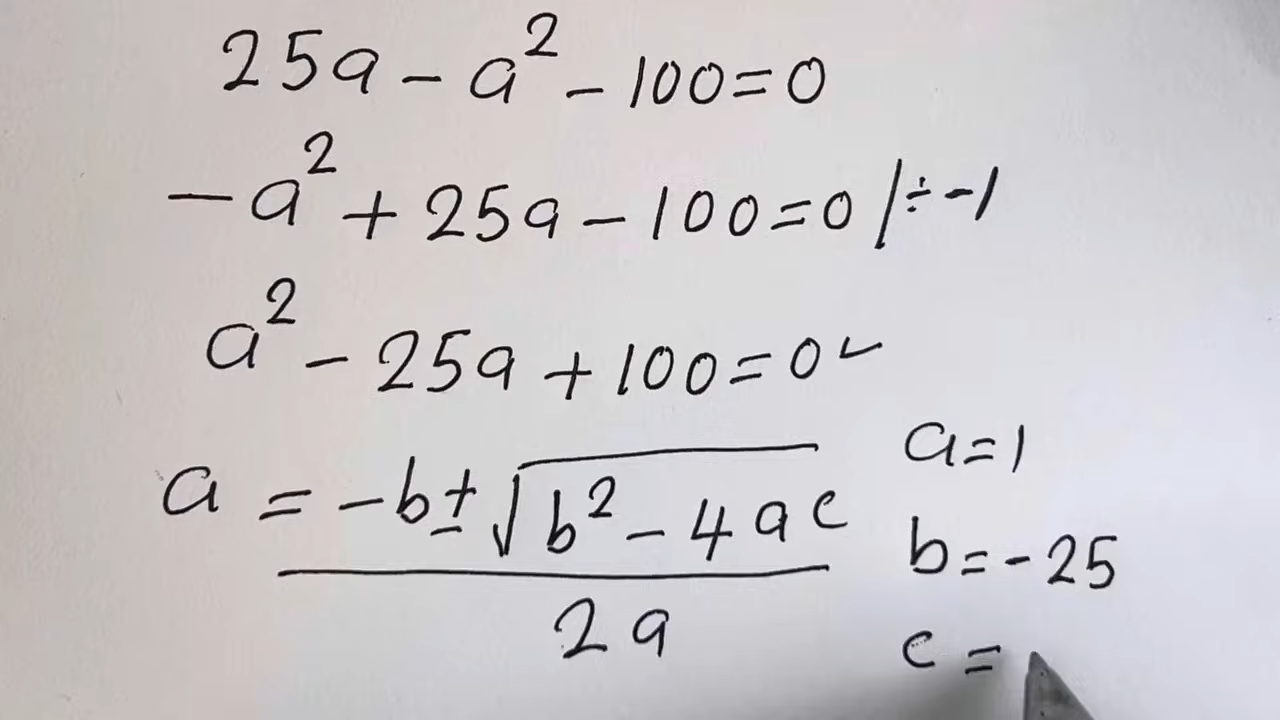 25a - a² - 100 = 0
-a² + 25a - 100 = 0 | ÷ -1
a² - 25a + 100 = 0 ✓
a = -b ± √(b² - 4ac) / 2a
a = 1
b = -25
c =